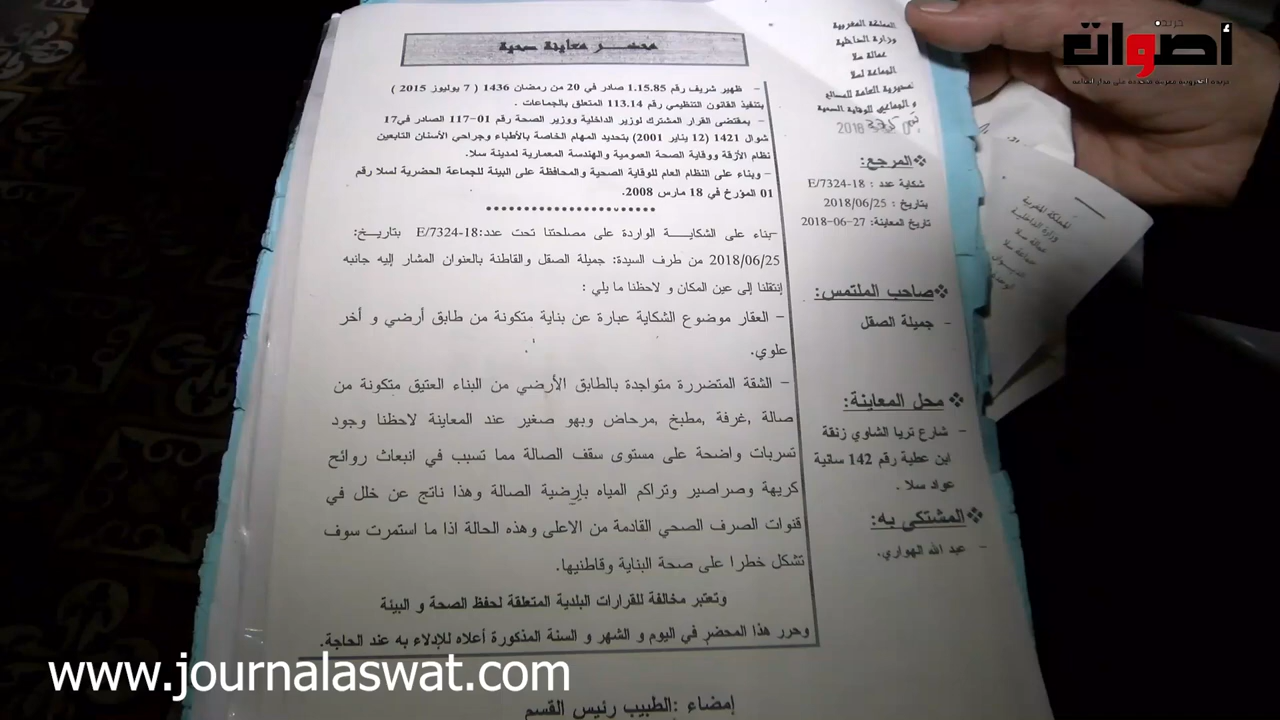 المملكة المغربية
وزارة الداخلية
عمالة سلا
الجماعة لسلا
المديرية العامة للمصالح
2018
المرجع:
شكاية عدد : E/7324-18
بتاريخ : 2018/06/25
تاريخ المعاينة: 27-06-2018
صاحب الملتمس:
- جميلة الصقل
محل المعاينة:
- شارع تريا الشاوي زنقة
ابن عطية رقم 142 سانية
عواد سلا .
المشتكى به:
- عبد الله الهواري.
محضر معاينة صحية
- ظهير شريف رقم 1.15.85 صادر في 20 من رمضان 1436 ( 7 يوليوز 2015 )
بتنفيذ القانون التنظيمي رقم 113.14 المتعلق بالجماعات .
- بمقتضى القرار المشترك لوزير الداخلية ووزير الصحة رقم 01-117 الصادر في17
شوال 1421 (12 يناير 2001) بتحديد المهام الخاصة بالأطباء وجراحي الأسنان التابعين
نظام الأزقة ووقاية الصحة العمومية والهندسة المعمارية لمدينة سلا.
- وبناء على النظام العام للوقاية الصحية والمحافظة على البيئة للجماعة الحضرية لسلا رقم
01 المؤرخ في 18 مارس 2008.
-بناء على الشكاية الواردة على مصلحتنا تحت عدد:E/7324-18 بتاريخ:
2018/06/25 من طرف السيدة: جميلة الصقل والقاطنة بالعنوان المشار إليه جانبه
إنتقلنا إلى عين المكان و لاحظنا ما يلي :
- العقار موضوع الشكاية عبارة عن بناية متكونة من طابق أرضي و أخر
علوي.
- الشقة المتضررة متواجدة بالطابق الأرضي من البناء العتيق متكونة من
صالة ,غرفة ,مطبخ ,مرحاض وبهو صغير عند المعاينة لاحظنا وجود
تسربات واضحة على مستوى سقف الصالة مما تسبب في انبعاث روائح
كريهة وصراصير وتراكم المياه بارضية الصالة وهذا ناتج عن خلل في
قنوات الصرف الصحي القادمة من الاعلى وهذه الحالة اذا ما استمرت سوف
تشكل خطرا على صحة البناية وقاطنيها.
وتعتبر مخالفة للقرارات البلدية المتعلقة لحفظ الصحة و البيئة
وحرر هذا المحضر في اليوم و الشهر و السنة المذكورة أعلاه للإدلاء به عند الحاجة.
إمضاء :الطبيب رئيس القسم
المملكة المغربية
وزارة الداخلية
عمالة سلا
جماعة سلا
جريدة
أصوات
www.journalaswat.com